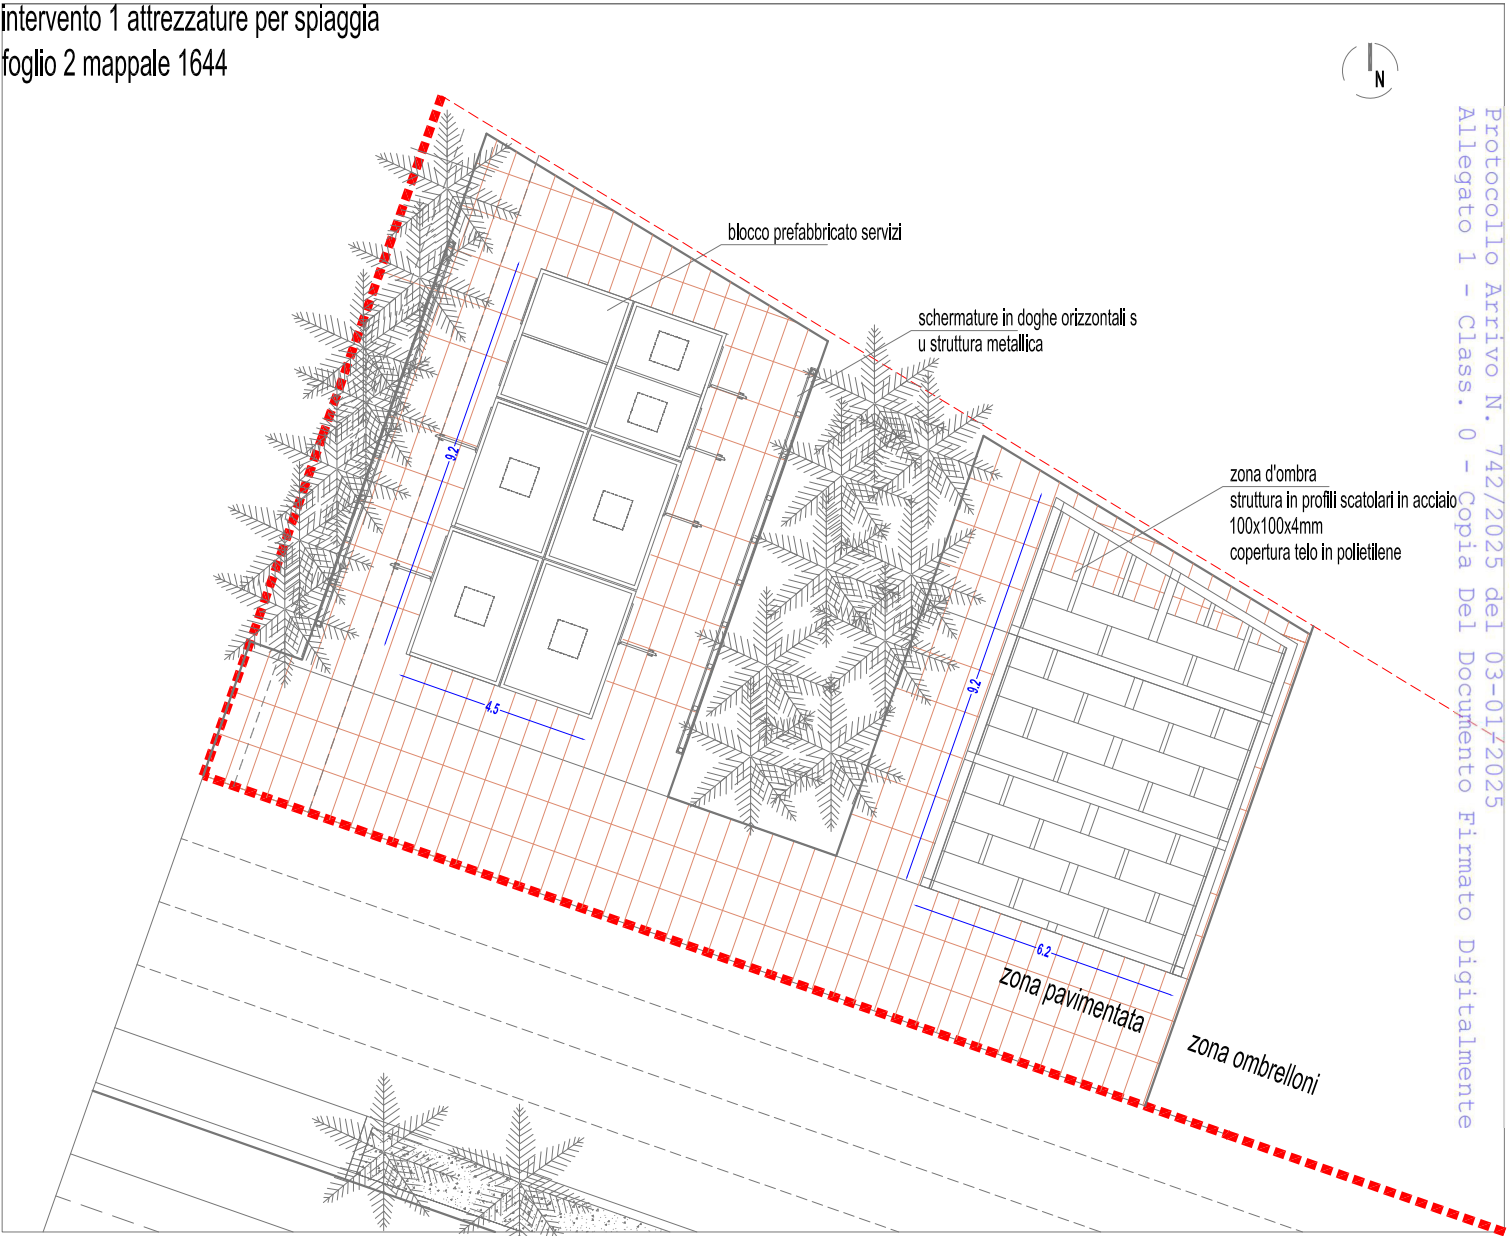 intervento 1 attrezzature per spiaggia
foglio 2 mappale 1644
N
Protocollo Arrivo N. 742/2025 del 03-01-2025
Allegato 1 - Class. 0 - Copia Del Documento Firmato Digitalmente
blocco prefabbricato servizi
schermature in doghe orizzontali s
u struttura metallica
zona d'ombra
struttura in profili scatolari in acciaio
100x100x4mm
copertura telo in polietilene
9.2
4.5
9.2
6.2
zona pavimentata
zona ombrelloni